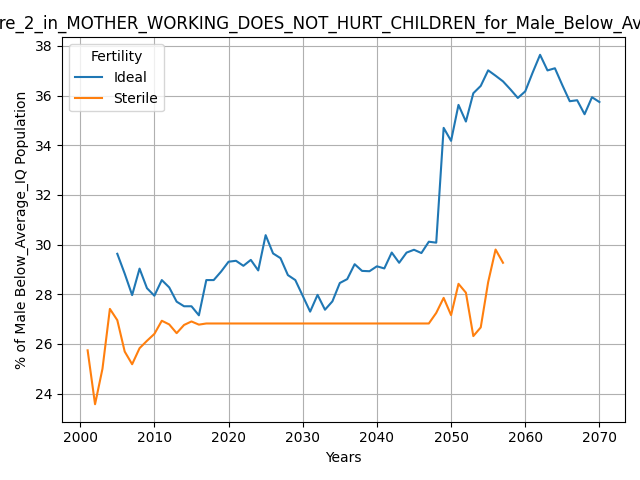 re_2_in_MOTHER_WORKING_DOES_NOT_HURT_CHILDREN_for_Male_Below_Av
Fertility
Ideal
Sterile
% of Male Below_Average_IQ Population
38
36
34
32
30
28
26
24
2000 2010 2020 2030 2040 2050 2060 2070
Years